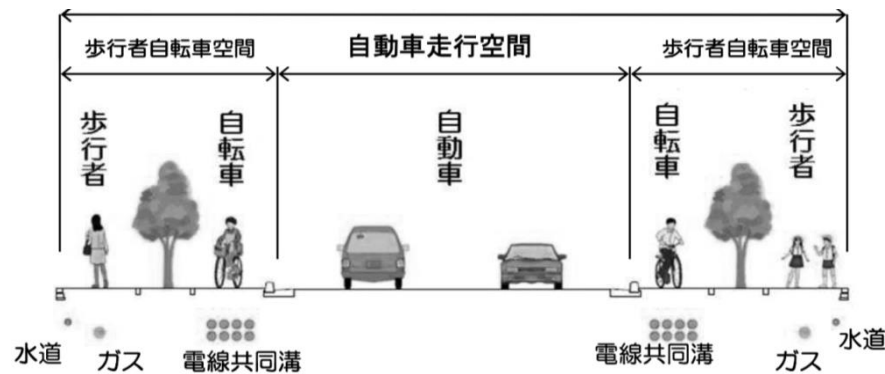 歩行者自転車空間
自動車走行空間
歩行者自転車空間
歩行者
自転車
自動車
自転車
歩行者
水道
ガス
電線共同溝
電線共同溝
ガス
水道